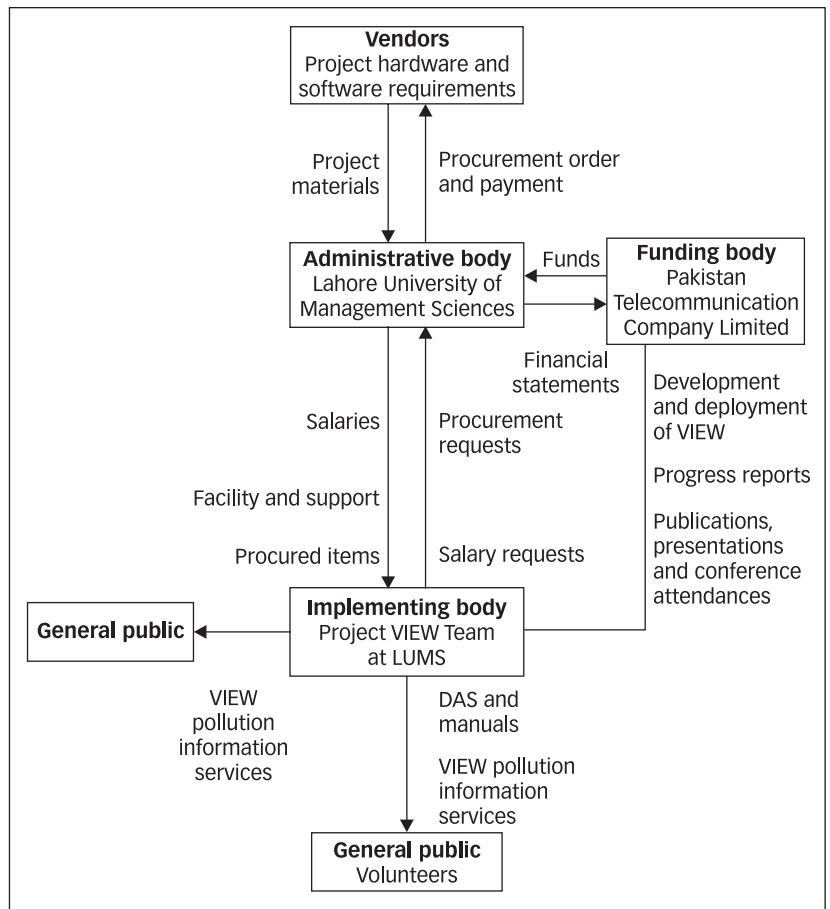 Vendors
Project hardware and
software requirements
Project
materials
Procurement order
and payment
Administrative body
Lahore University of
Management Sciences
Funds
Funding body
Pakistan
Telecommunication
Company Limited
Financial
statements
Development
and deployment
of VIEW
Salaries
Procurement
requests
Progress reports
Facility and support
Publications,
presentations
and conference
attendances
Procured items
Salary requests
General public
Implementing body
Project VIEW Team
at LUMS
VIEW
pollution
information
services
DAS and
manuals
VIEW pollution
information
services
General public
Volunteers